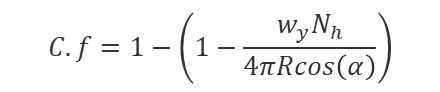 C.f = 1 − (1 − w_y N_h / 4πRcos(α))